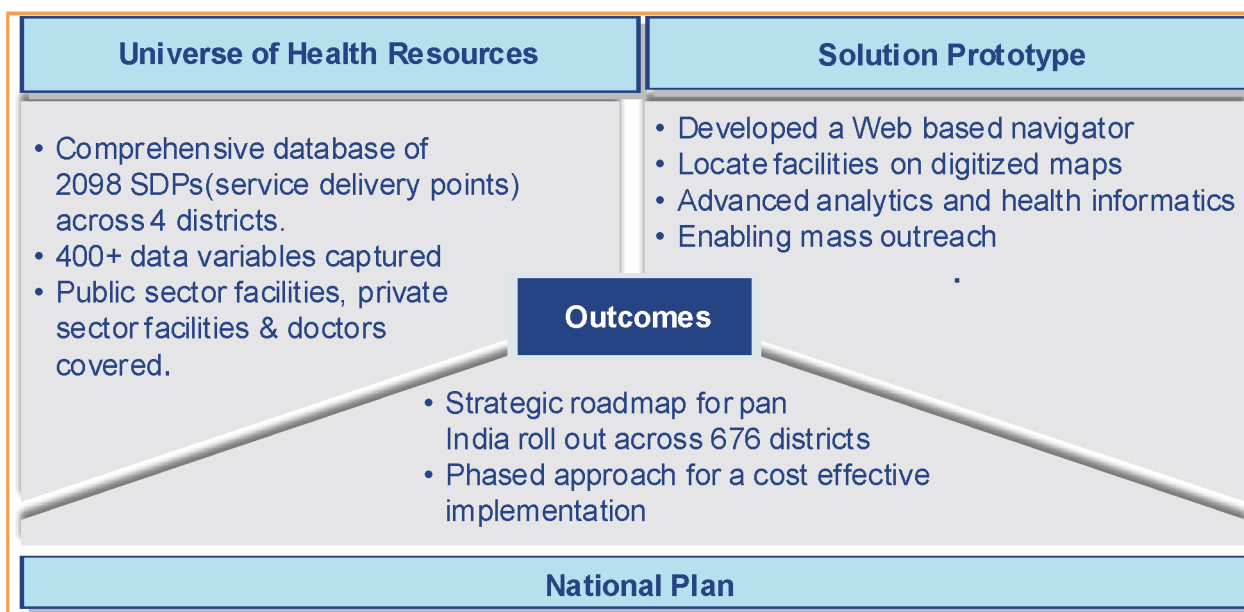 Universe of Health Resources
• Comprehensive database of
2098 SDPs(service delivery points)
across 4 districts.
• 400+ data variables captured
• Public sector facilities, private
sector facilities & doctors
covered.
Solution Prototype
• Developed a Web based navigator
• Locate facilities on digitized maps
• Advanced analytics and health informatics
• Enabling mass outreach
.
Outcomes
• Strategic roadmap for pan
India roll out across 676 districts
• Phased approach for a cost effective
implementation
National Plan